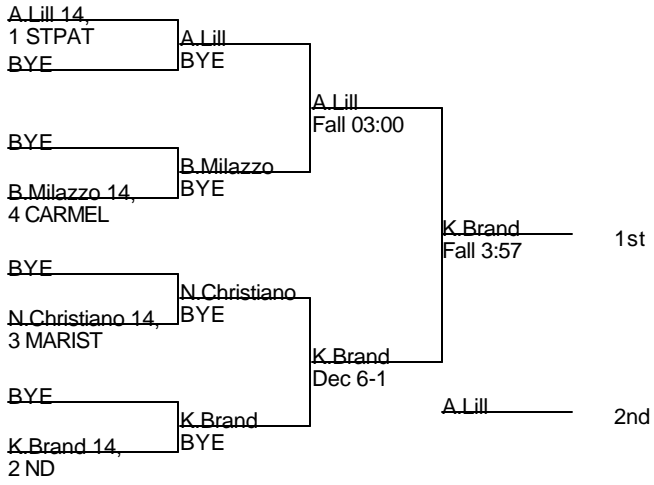 A.Lill 14,
1 STPAT
BYE
BYE
B.Milazzo 14,
4 CARMEL
BYE
N.Christiano 14,
3 MARIST
BYE
K.Brand 14,
2 ND
A.Lill
BYE
B.Milazzo
BYE
N.Christiano
BYE
K.Brand
BYE
A.Lill
Fall 03:00
K.Brand
Dec 6-1
K.Brand
Fall 3:57
1st
A.Lill
2nd